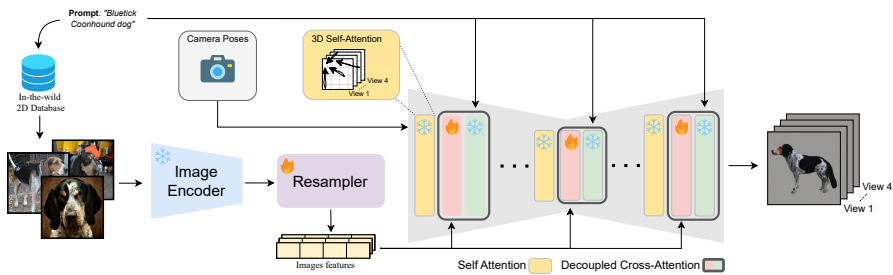 Prompt: "Bluetick
Coonhound dog"
In-the-wild
2D Database
Camera Poses
3D Self-Attention
View 4
View 1
Image
Encoder
Resampler
Images features
View 4
View 1
Self Attention
Decoupled Cross-Attention